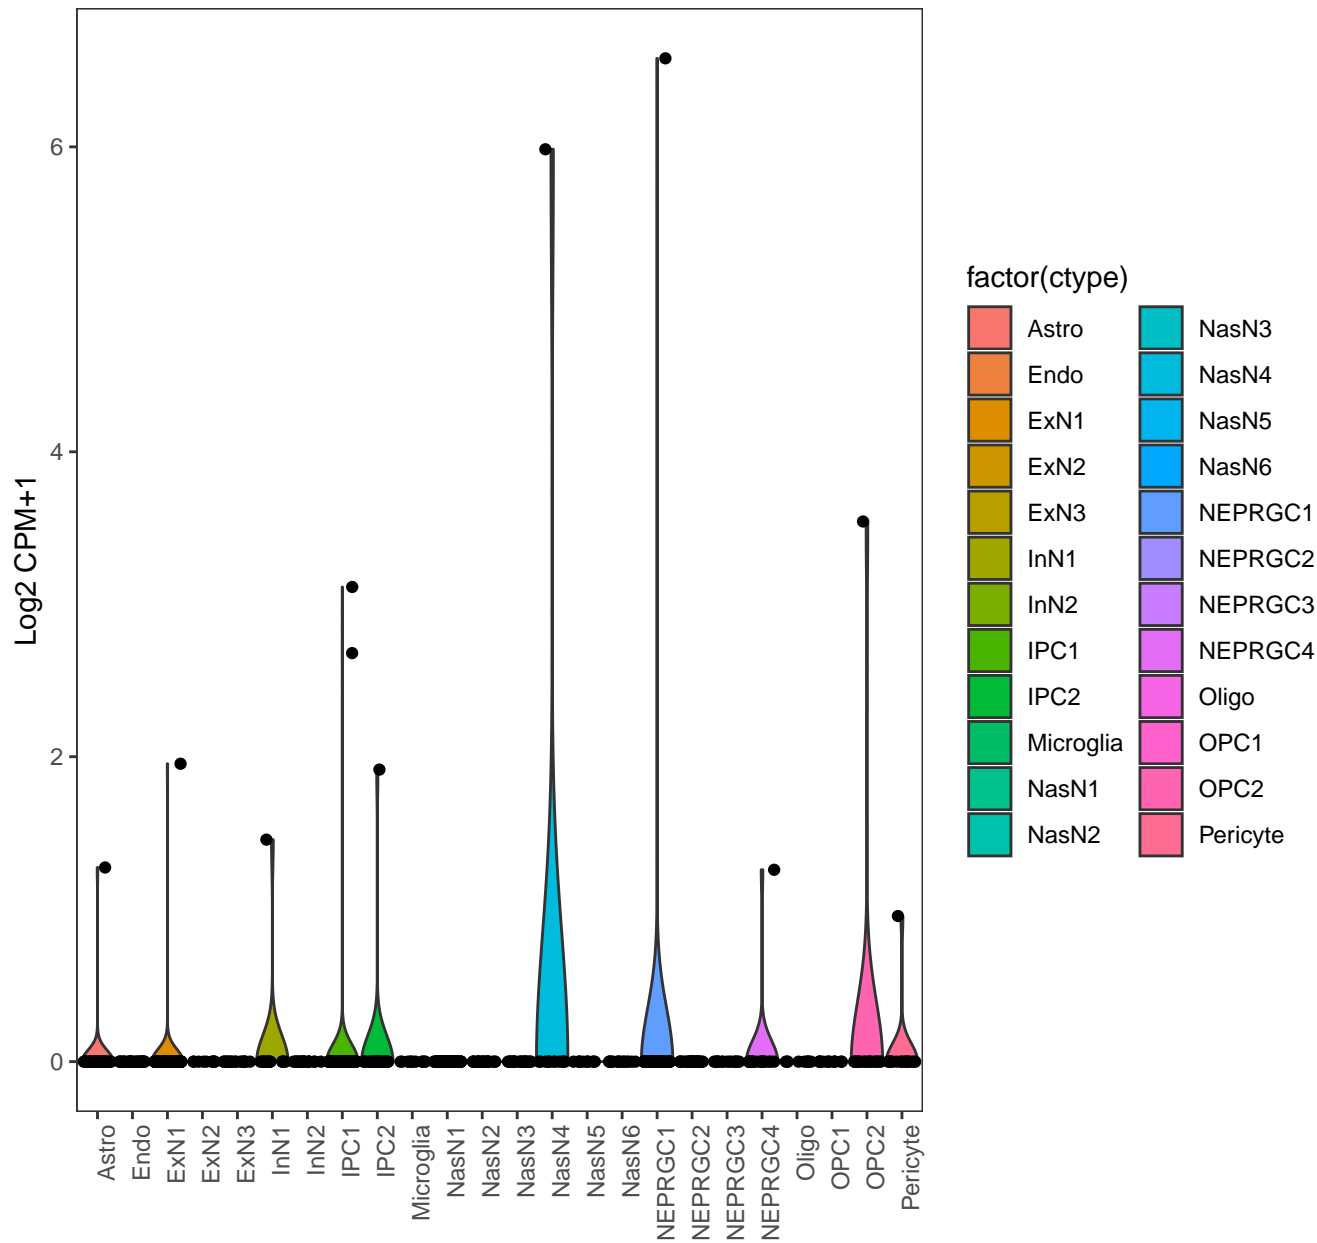 6
4
2
0
Log2 CPM+1
Astro
Endo
ExN1
ExN2
ExN3
InN1
InN2
IPC1
IPC2
Microglia
NasN1
NasN2
NasN3
NasN4
NasN5
NasN6
NEPRGC1
NEPRGC2
NEPRGC3
NEPRGC4
Oligo
OPC1
OPC2
Pericyte
factor(ctype)
Astro
Endo
ExN1
ExN2
ExN3
InN1
InN2
IPC1
IPC2
Microglia
NasN1
NasN2
NasN3
NasN4
NasN5
NasN6
NEPRGC1
NEPRGC2
NEPRGC3
NEPRGC4
Oligo
OPC1
OPC2
Pericyte